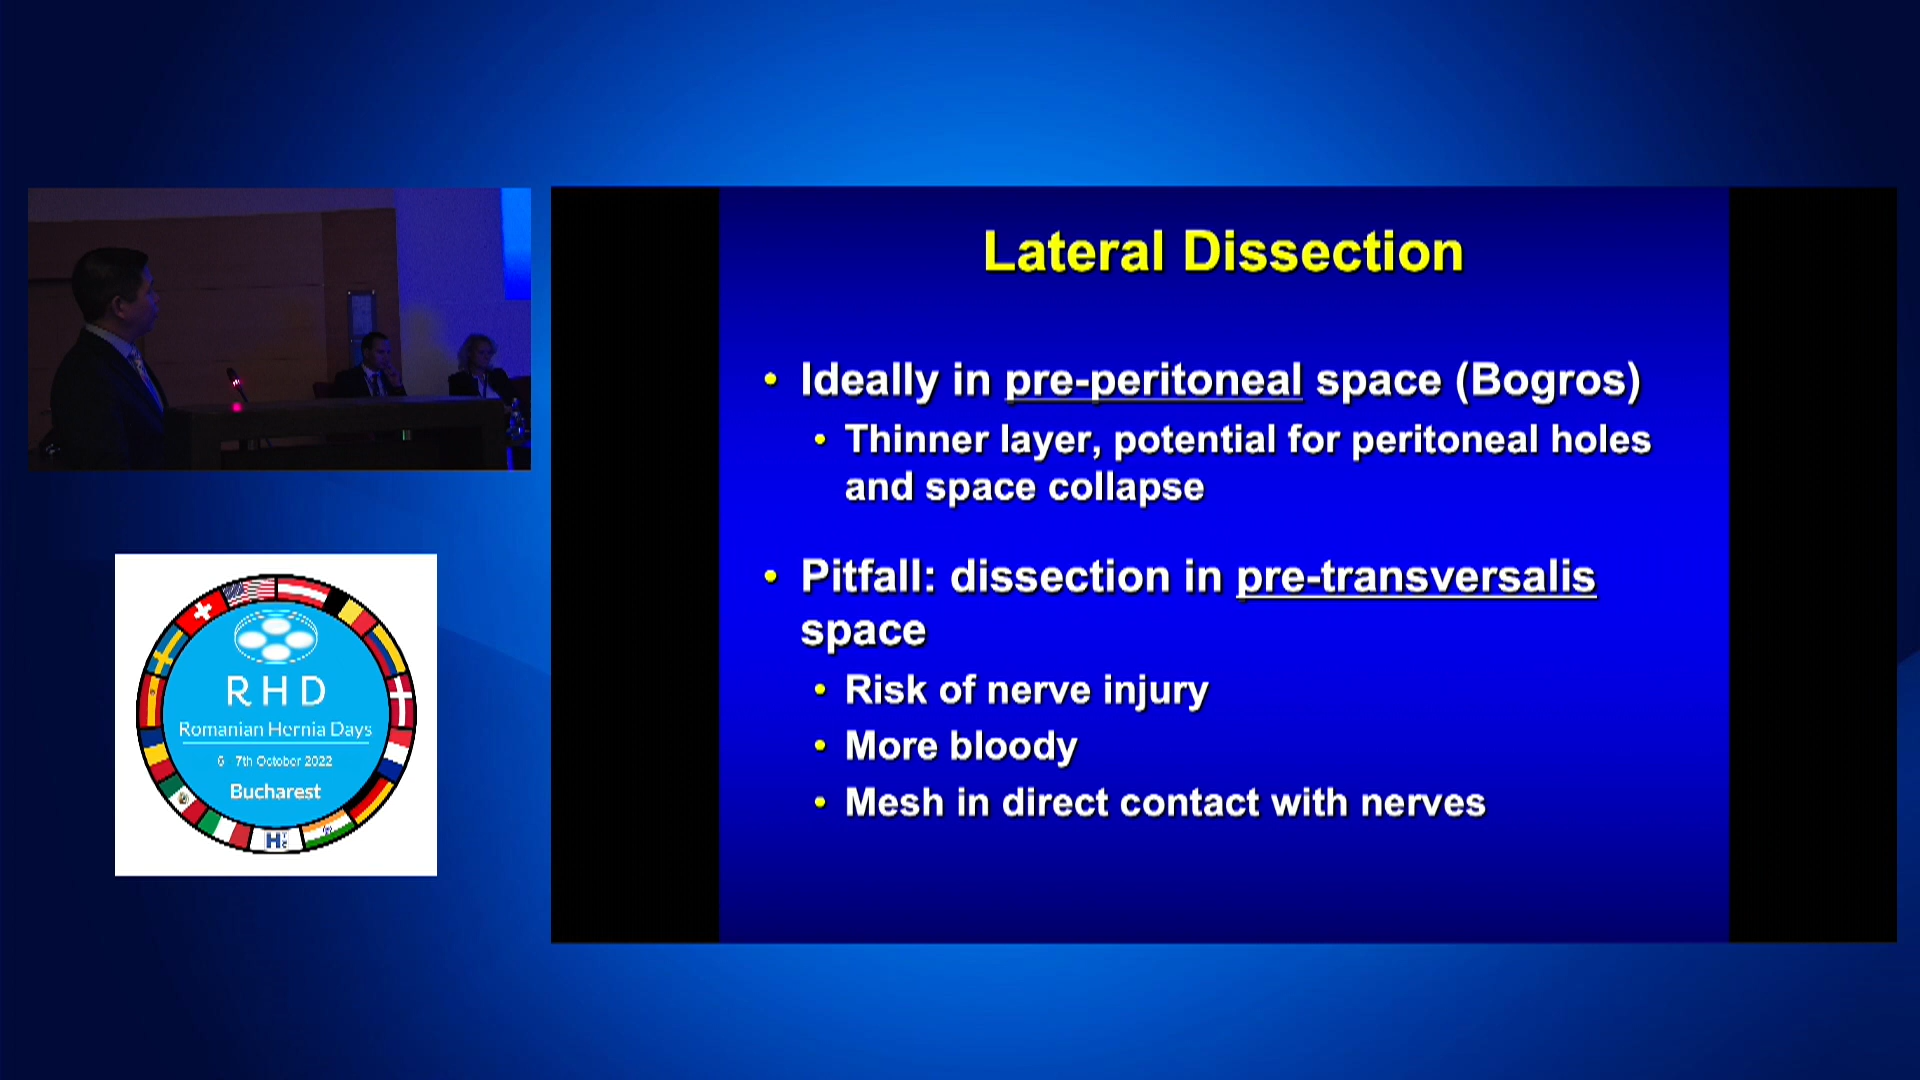 Lateral Dissection
• Ideally in pre-peritoneal space (Bogros)
• Thinner layer, potential for peritoneal holes
and space collapse
• Pitfall: dissection in pre-transversalis
space
• Risk of nerve injury
• More bloody
• Mesh in direct contact with nerves
RHD
Romanian Hernia Days
6 7th October 2022
Bucharest